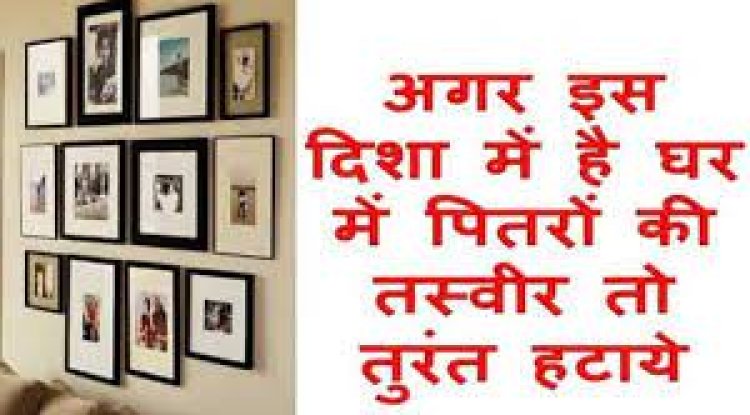 अगर इस
दिशा में है घर
में पितरों की
तस्वीर तो
तुरंत हटाये